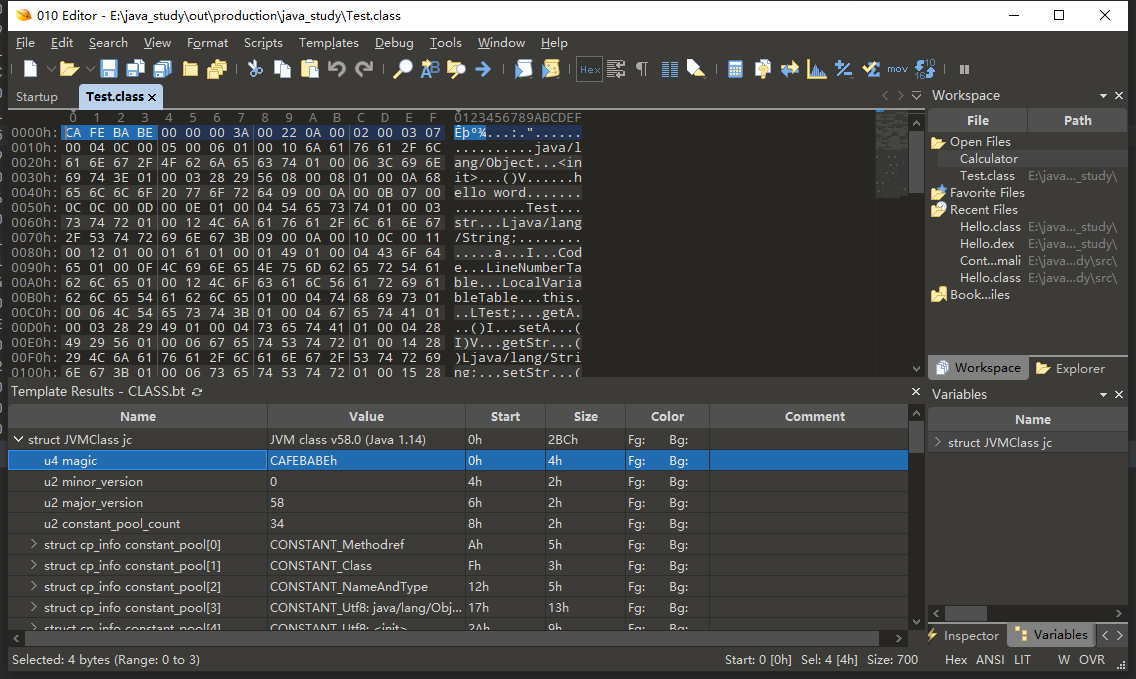 010 Editor - E:\java_study\out\production\java_study\Test.class
File Edit Search View Format Scripts Templates Debug Tools Window Help
Hex mov
Startup Test.class ×
Workspace
0 1 2 3 4 5 6 7 8 9 A B C D E F 0123456789ABCDEF
0000h: CA FE BA BE 00 00 00 3A 00 22 0A 00 02 00 03 07 Êþº¾...:."......
0010h: 00 04 0C 00 05 00 06 01 00 10 6A 61 76 61 2F 6C ..........java/l
0020h: 61 6E 67 2F 4F 62 6A 65 63 74 01 00 06 3C 69 6E ang/Object...<in
0030h: 69 74 3E 01 00 03 28 29 56 08 00 08 01 00 0A 68 it>...()V......h
0040h: 65 6C 6C 6F 20 77 6F 72 64 09 00 0A 00 0B 07 00 ello word.......
0050h: 0C 0C 00 0D 00 0E 01 00 04 54 65 73 74 01 00 03 .........Test...
0060h: 73 74 72 01 00 12 4C 6A 61 76 61 2F 6C 61 6E 67 str...Ljava/lang
0070h: 2F 53 74 72 69 6E 67 3B 09 00 0A 00 10 0C 00 11 /String;........
0080h: 00 12 01 00 01 61 01 00 01 49 01 00 04 43 6F 64 .....a...I...Cod
0090h: 65 01 00 0F 4C 69 6E 65 4E 75 6D 62 65 72 54 61 e...LineNumberTa
00A0h: 62 6C 65 01 00 12 4C 6F 63 61 6C 56 61 72 69 61 ble...LocalVaria
00B0h: 62 6C 65 54 61 62 6C 65 01 00 04 74 68 69 73 01 bleTable...this.
00C0h: 00 06 4C 54 65 73 74 3B 01 00 04 67 65 74 41 01 ..LTest;...getA.
00D0h: 00 03 28 29 49 01 00 04 73 65 74 41 01 00 04 28 ..()I...setA...(
00E0h: 49 29 56 01 00 06 67 65 74 53 74 72 01 00 14 28 I)V...getStr...(
00F0h: 29 4C 6A 61 76 61 2F 6C 61 6E 67 2F 53 74 72 69 )Ljava/lang/Stri
0100h: 6E 67 3B 01 00 06 73 65 74 53 74 72 01 00 15 28 ng;...setStr...(
File Path
Open Files
Calculator
Test.class E:\java..._study\
Favorite Files
Recent Files
Hello.class E:\java..._study\
Hello.dex E:\java..._study\
Cont...mali E:\java...dy\src\
Hello.class E:\java...dy\src\
Book...iles
Workspace Explorer
Template Results - CLASS.bt
Name Value Start Size Color Comment
struct JVMClass jc JVM class v58.0 (Java 1.14) 0h 2BCh Fg: Bg:
u4 magic CAFEBABEh 0h 4h Fg: Bg:
u2 minor_version 0 4h 2h Fg: Bg:
u2 major_version 58 6h 2h Fg: Bg:
u2 constant_pool_count 34 8h 2h Fg: Bg:
struct cp_info constant_pool[0] CONSTANT_Methodref Ah 5h Fg: Bg:
struct cp_info constant_pool[1] CONSTANT_Class Fh 3h Fg: Bg:
struct cp_info constant_pool[2] CONSTANT_NameAndType 12h 5h Fg: Bg:
struct cp_info constant_pool[3] CONSTANT_Utf8: java/lang/Obj... 17h 13h Fg: Bg:
struct cp_info constant_pool[4] CONSTANT_Utf8: <init> 2Ah 9h Fg: Bg:
Variables
Name
struct JVMClass jc
Inspector Variables
Selected: 4 bytes (Range: 0 to 3) Start: 0 [0h] Sel: 4 [4h] Size: 700 Hex ANSI LIT W OVR